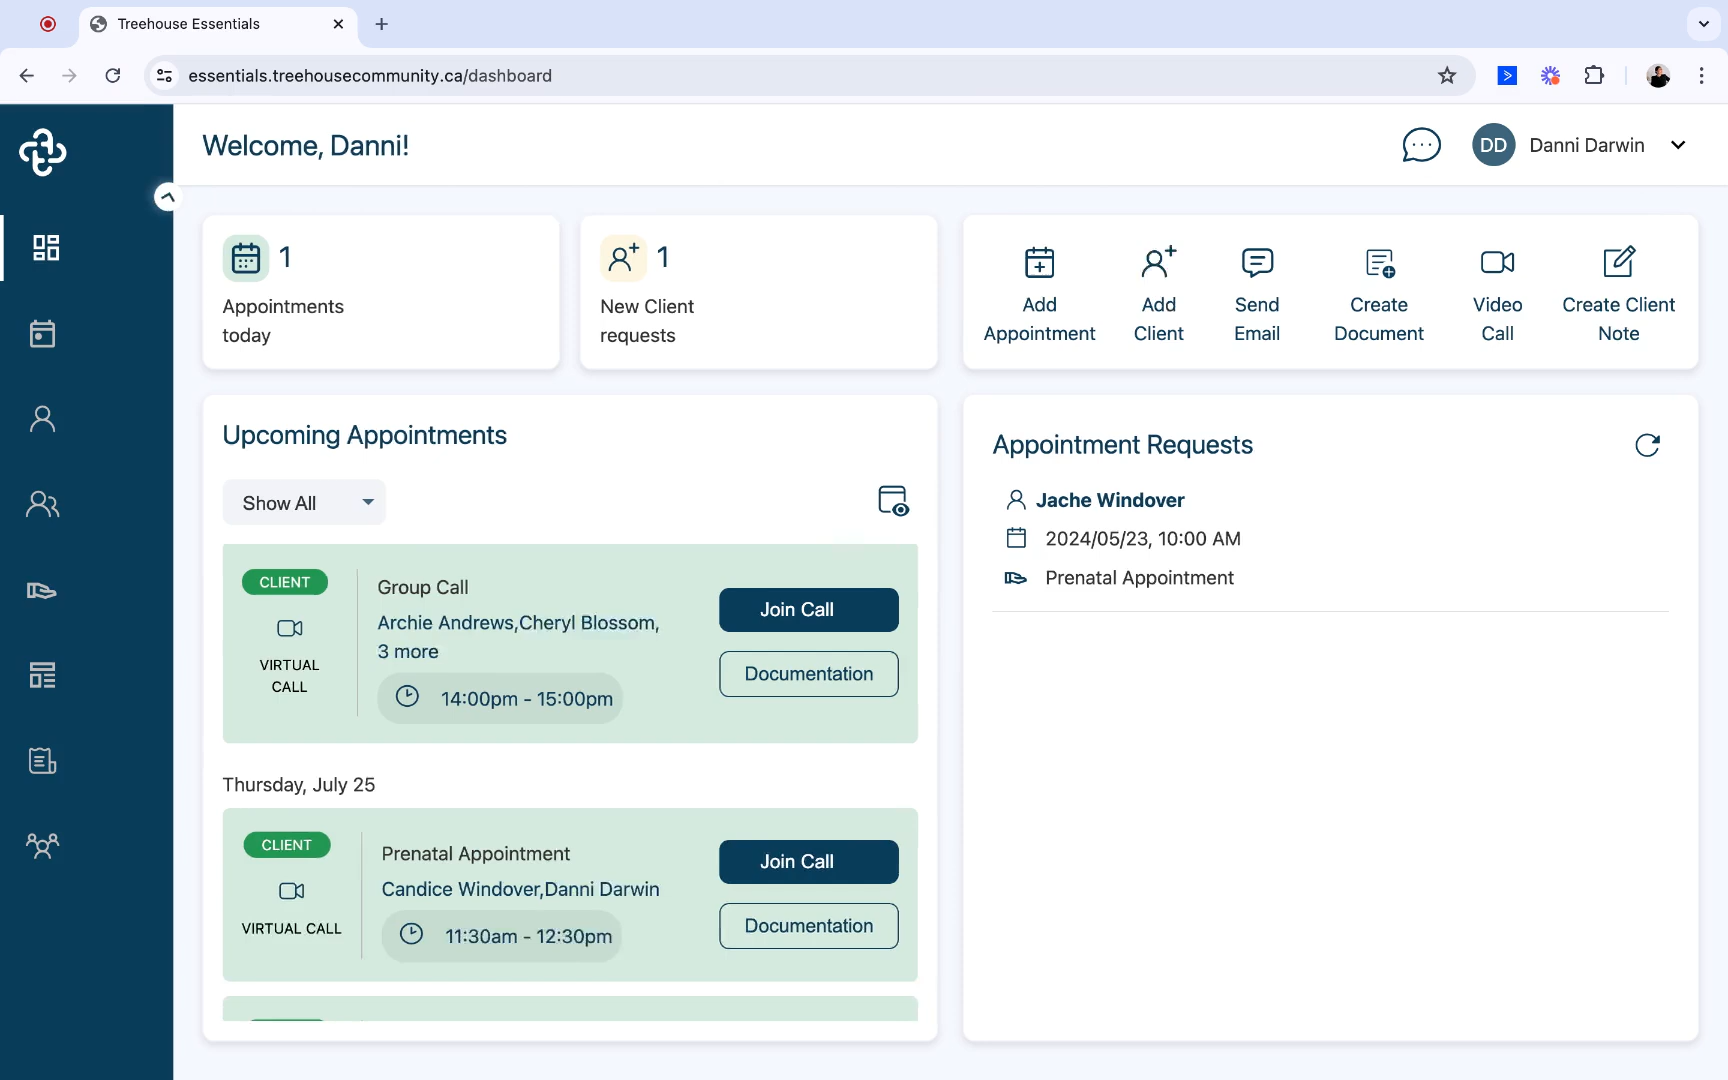 Treehouse Essentials
essentials.treehousecommunity.ca/dashboard
Welcome, Danni!
DD
Danni Darwin
1
Appointments
today
1
New Client
requests
Add
Appointment
Add
Client
Send
Email
Create
Document
Video
Call
Create Client
Note
Upcoming Appointments
Show All
CLIENT
VIRTUAL
CALL
Group Call
Archie Andrews,Cheryl Blossom,
3 more
14:00pm - 15:00pm
Join Call
Documentation
Thursday, July 25
CLIENT
VIRTUAL CALL
Prenatal Appointment
Candice Windover,Danni Darwin
11:30am - 12:30pm
Join Call
Documentation
Appointment Requests
Jache Windover
2024/05/23, 10:00 AM
Prenatal Appointment